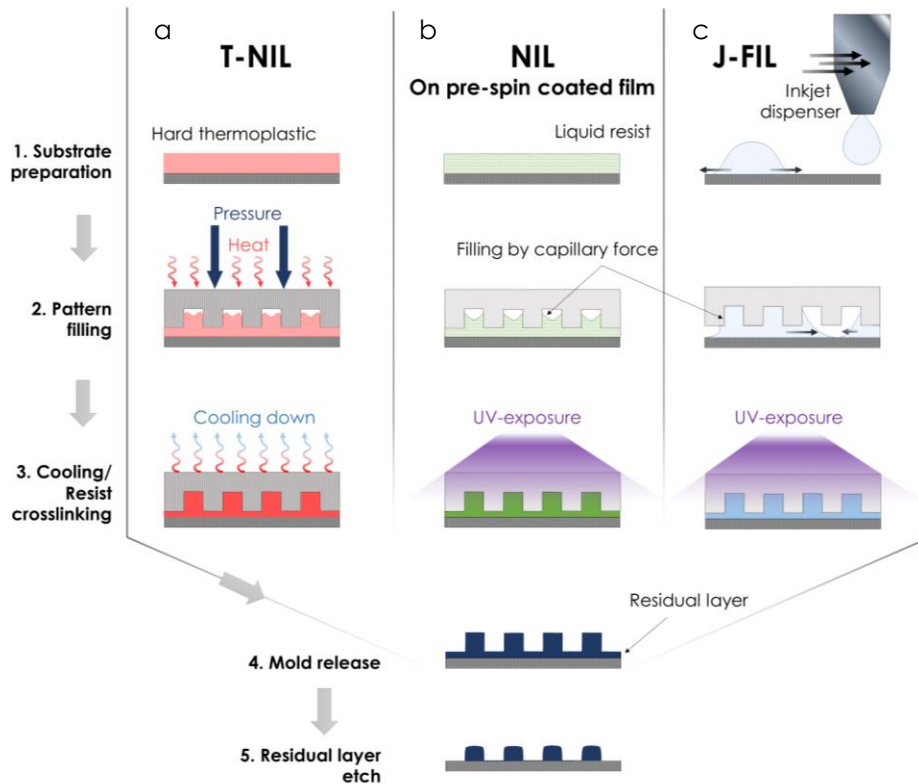 a
T-NIL
b
NIL
On pre-spin coated film
c
J-FIL
Inkjet
dispenser
1. Substrate
preparation
Hard thermoplastic
Liquid resist
Pressure
Heat
Filling by capillary force
2. Pattern
filling
Cooling down
UV-exposure
UV-exposure
3. Cooling/
Resist
crosslinking
Residual layer
4. Mold release
5. Residual layer
etch